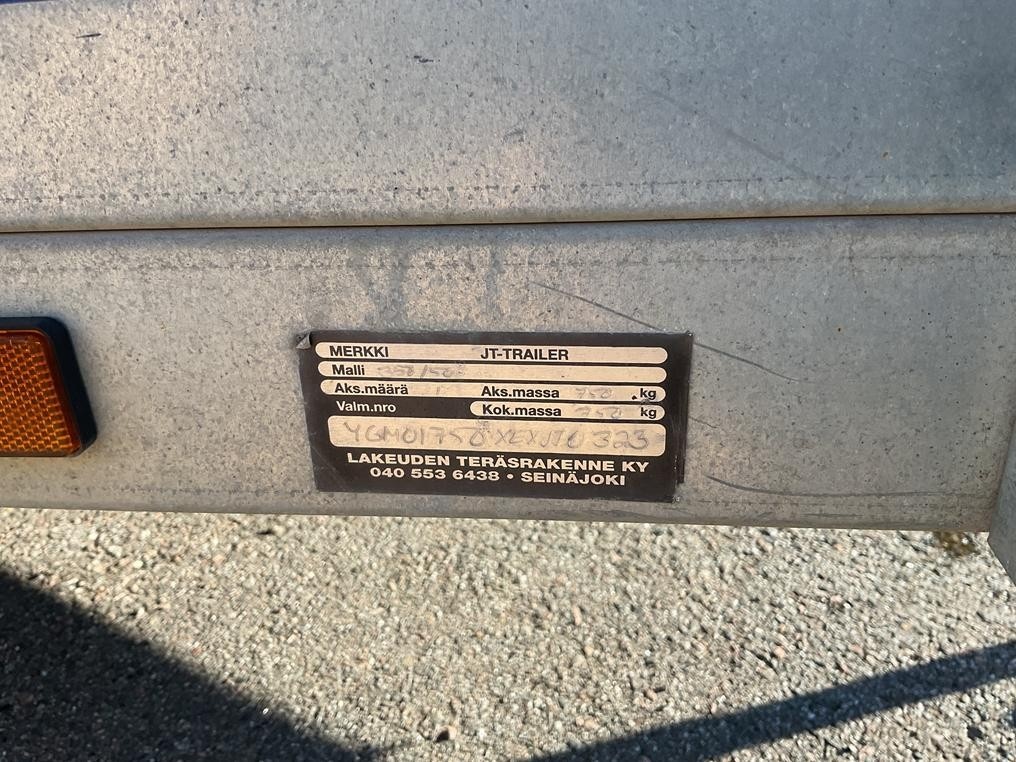 MERKKI JT-TRAILER
Malli
Aks.määrä Aks.massa 750 kg
Valm.nro Kok.massa 750 kg
LAKEUDEN TERÄSRAKENNE KY
040 553 6438 • SEINÄJOKI